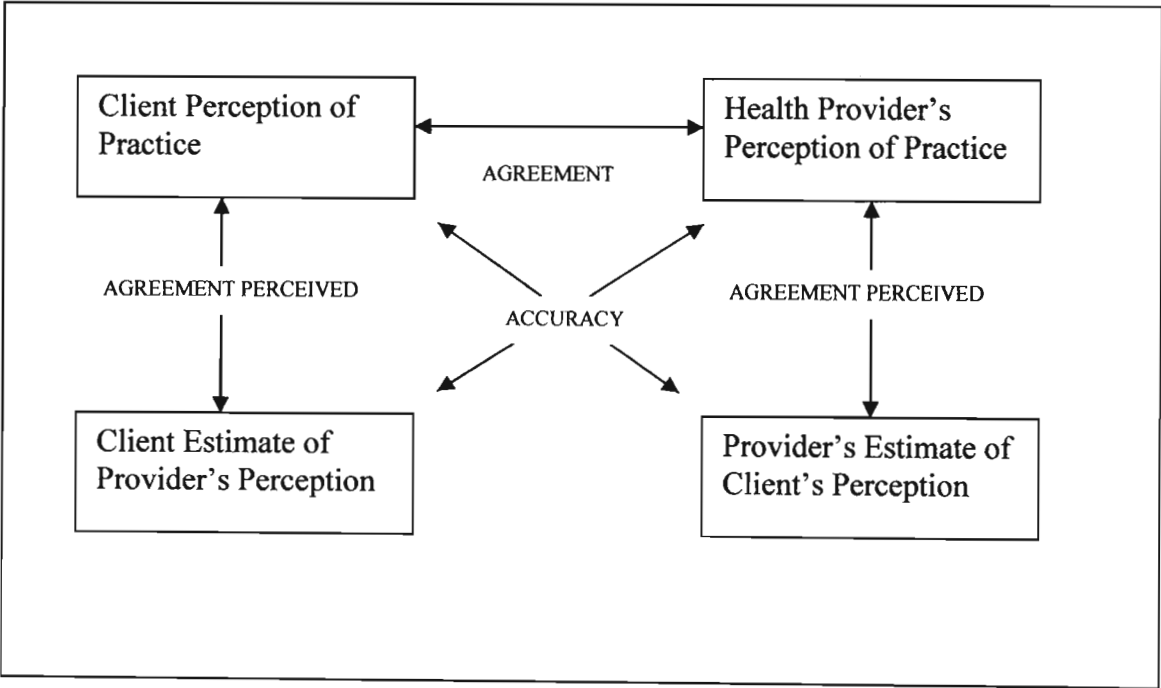 Client Perception of
Practice
Health Provider's
Perception of Practice
AGREEMENT
AGREEMENT PERCEIVED
AGREEMENT PERCEIVED
ACCURACY
Client Estimate of
Provider's Perception
Provider's Estimate of
Client's Perception